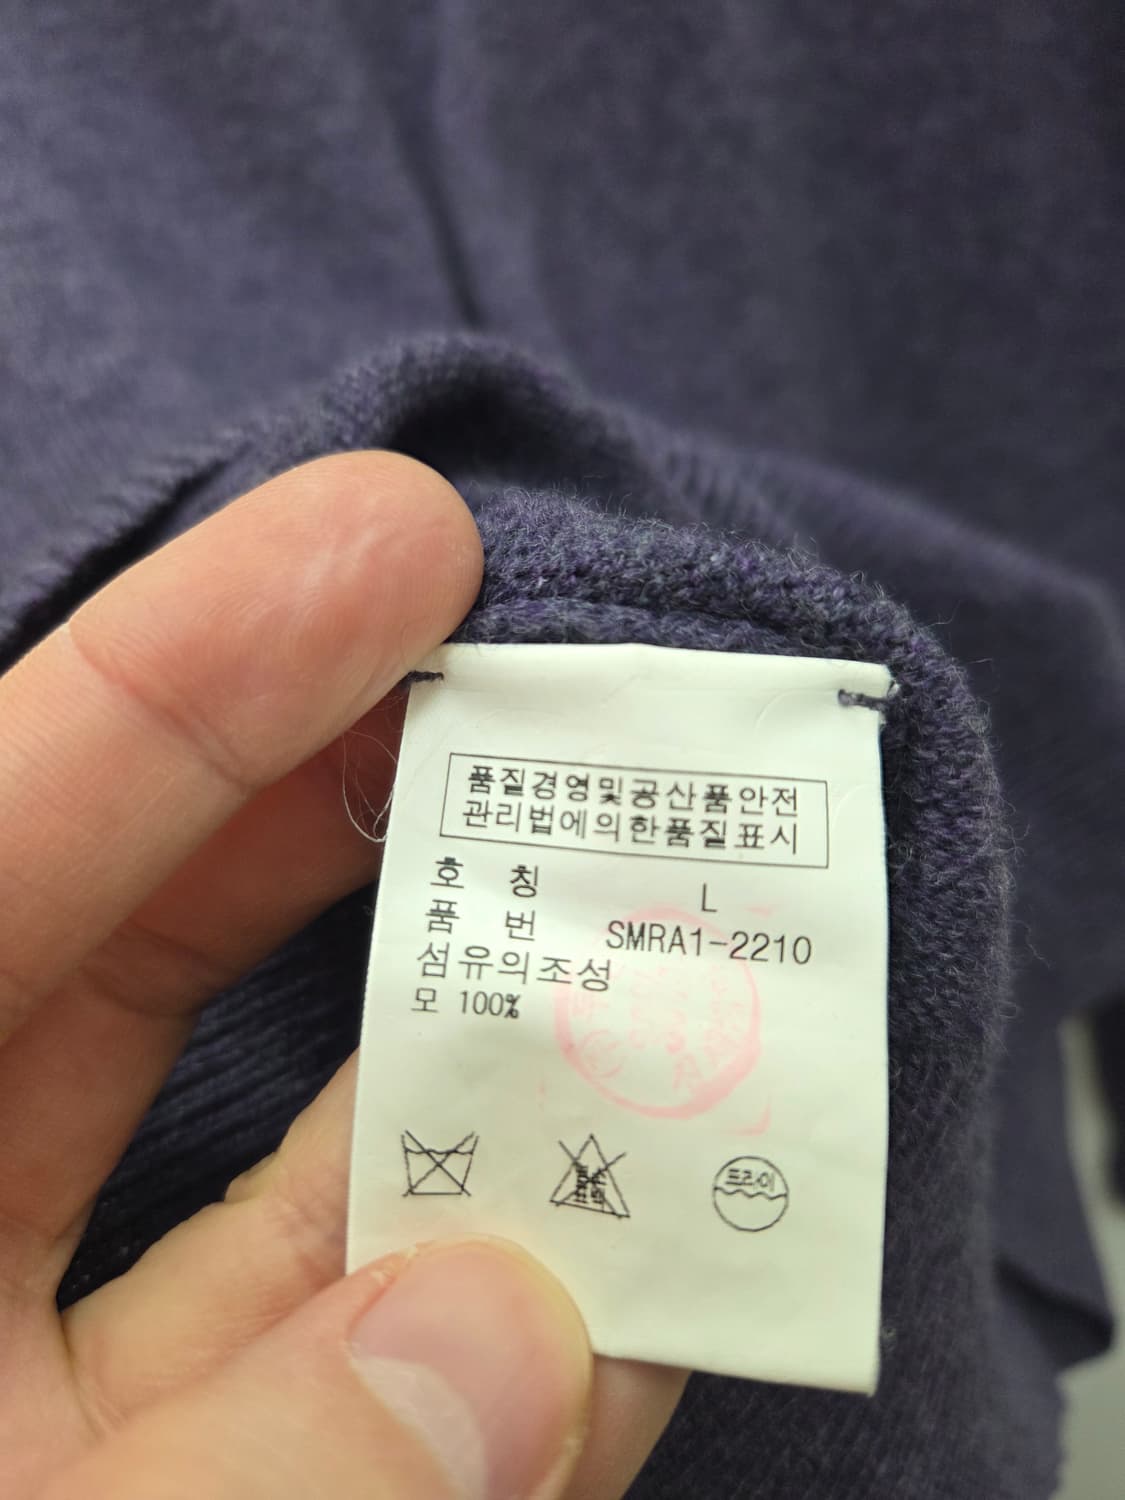 품질경영및공산품안전
관리법에의한품질표시
호 칭 L
품 번 SMRA1-2210
섬유의조성
모 100%
드라이